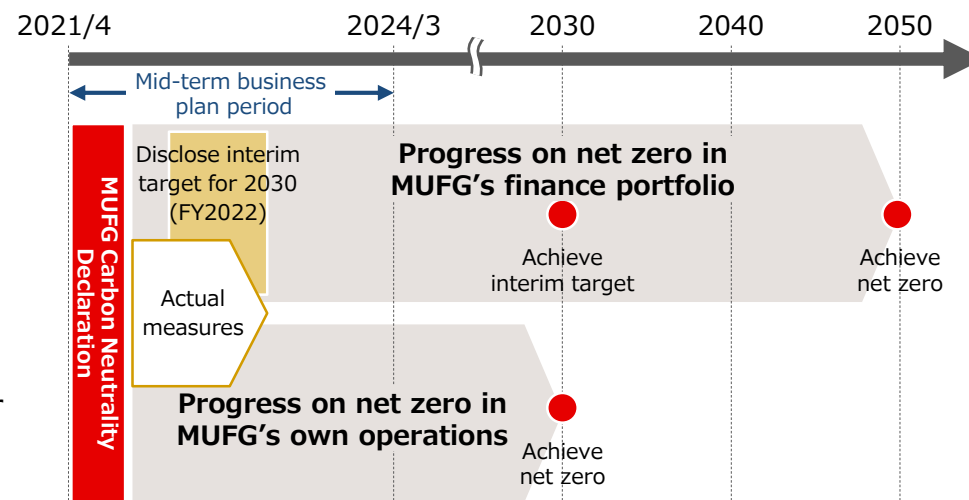 2021/4
2024/3
2030
2040
2050
Mid-term business
plan period
MUFG Carbon Neutrality
Declaration
Disclose interim
target for 2030
(FY2022)
Actual
measures
Progress on net zero in
MUFG's finance portfolio
Achieve
interim target
Achieve
net zero
Progress on net zero in
MUFG's own operations
Achieve
net zero